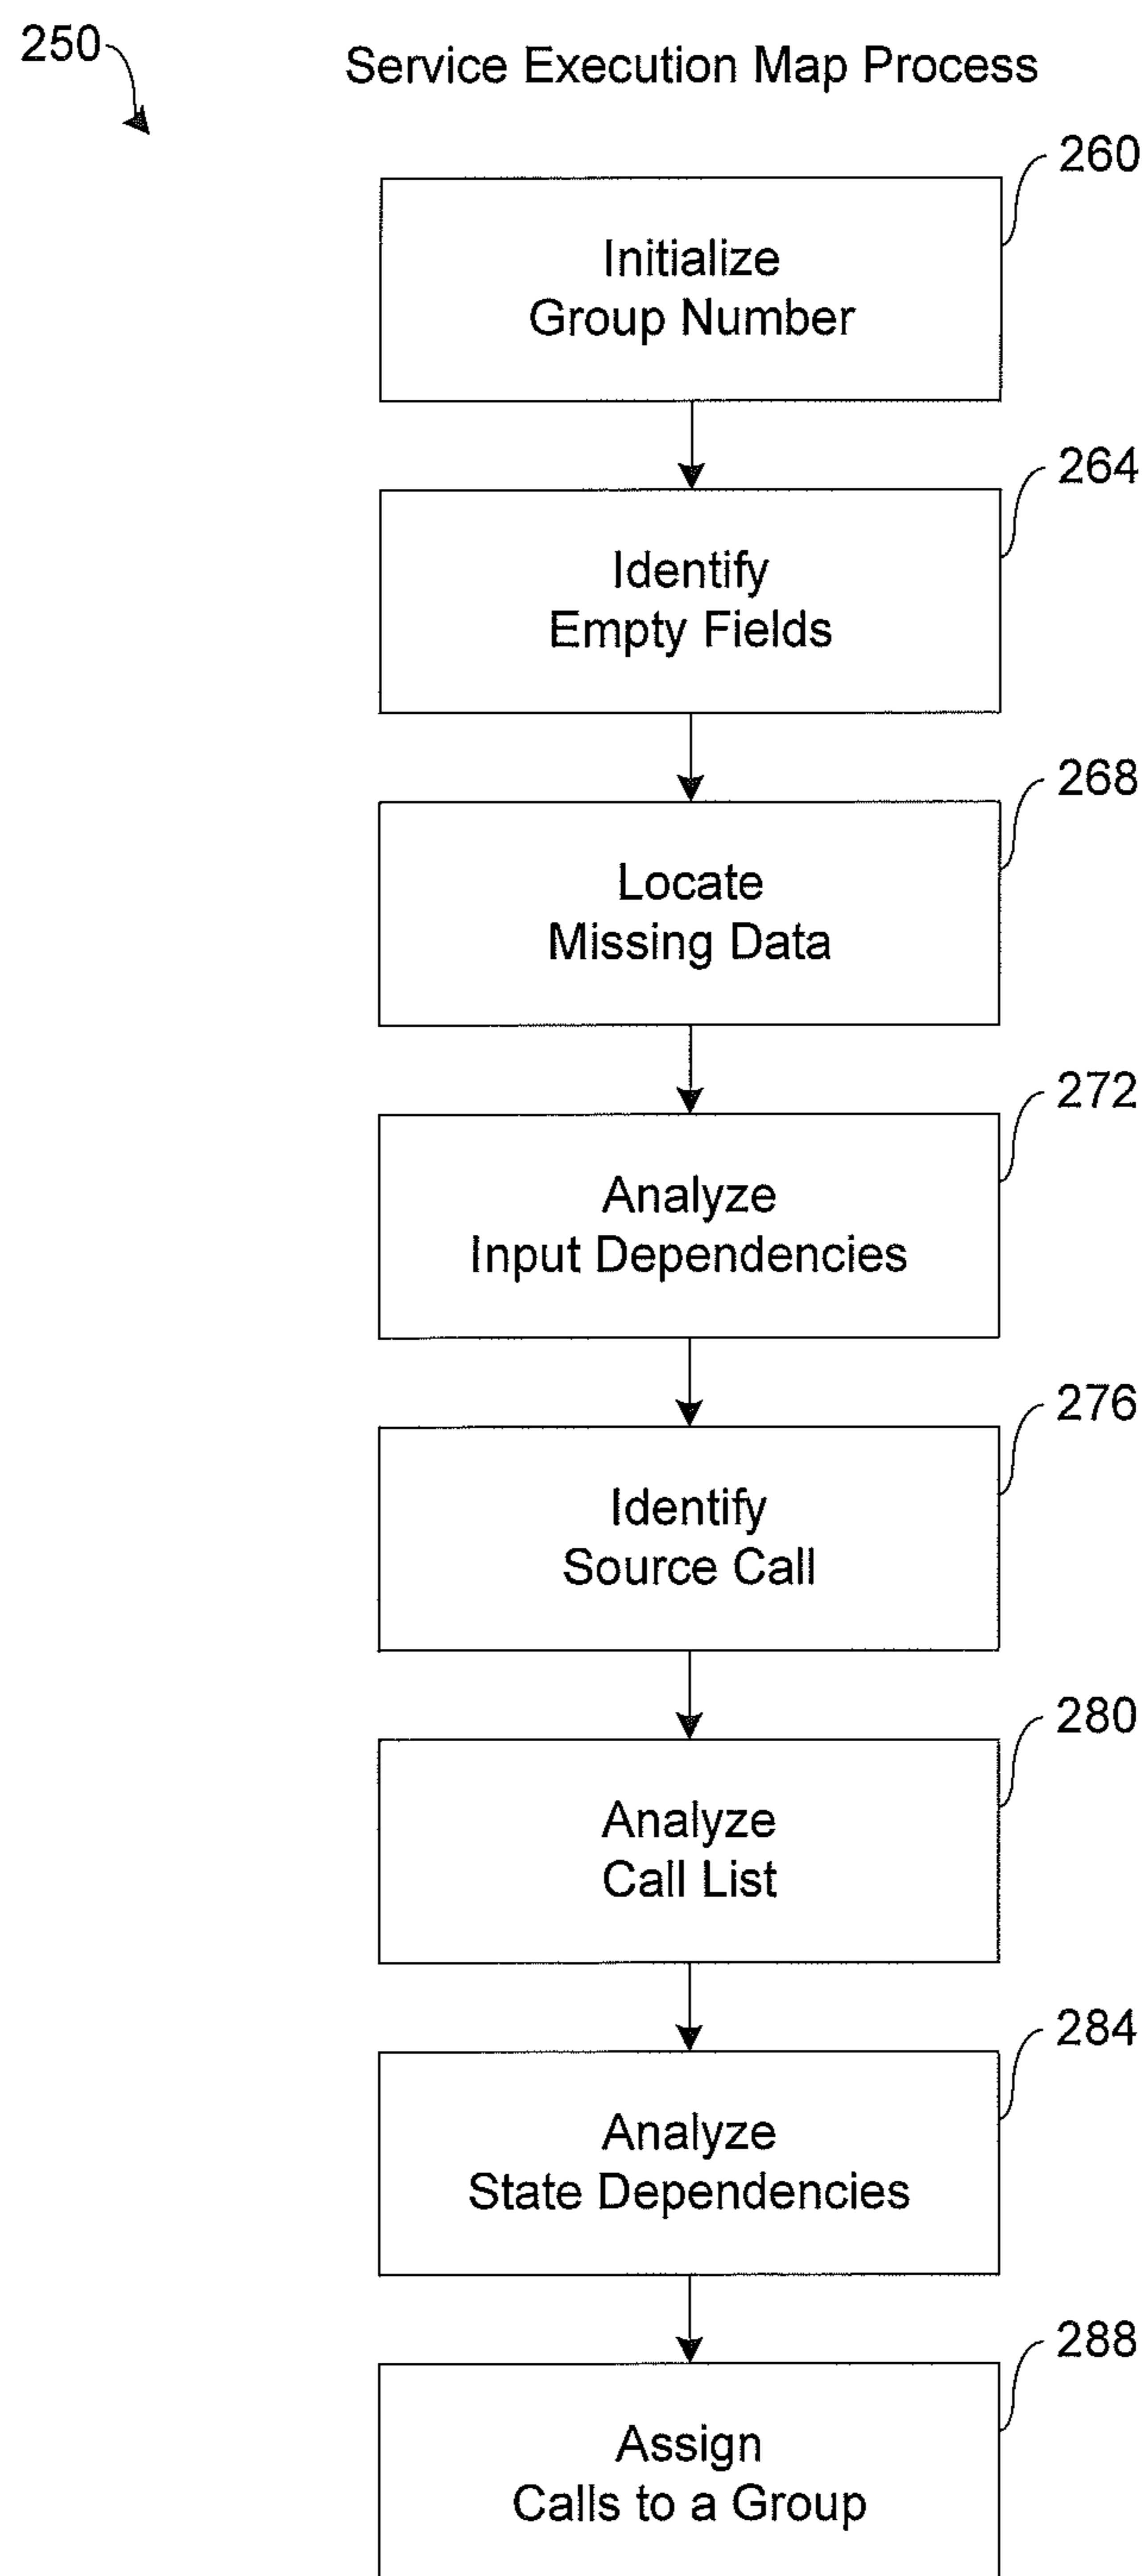 250
Service Execution Map Process
260
Initialize
Group Number
264
Identify
Empty Fields
268
Locate
Missing Data
272
Analyze
Input Dependencies
276
Identify
Source Call
280
Analyze
Call List
284
Analyze
State Dependencies
288
Assign
Calls to a Group